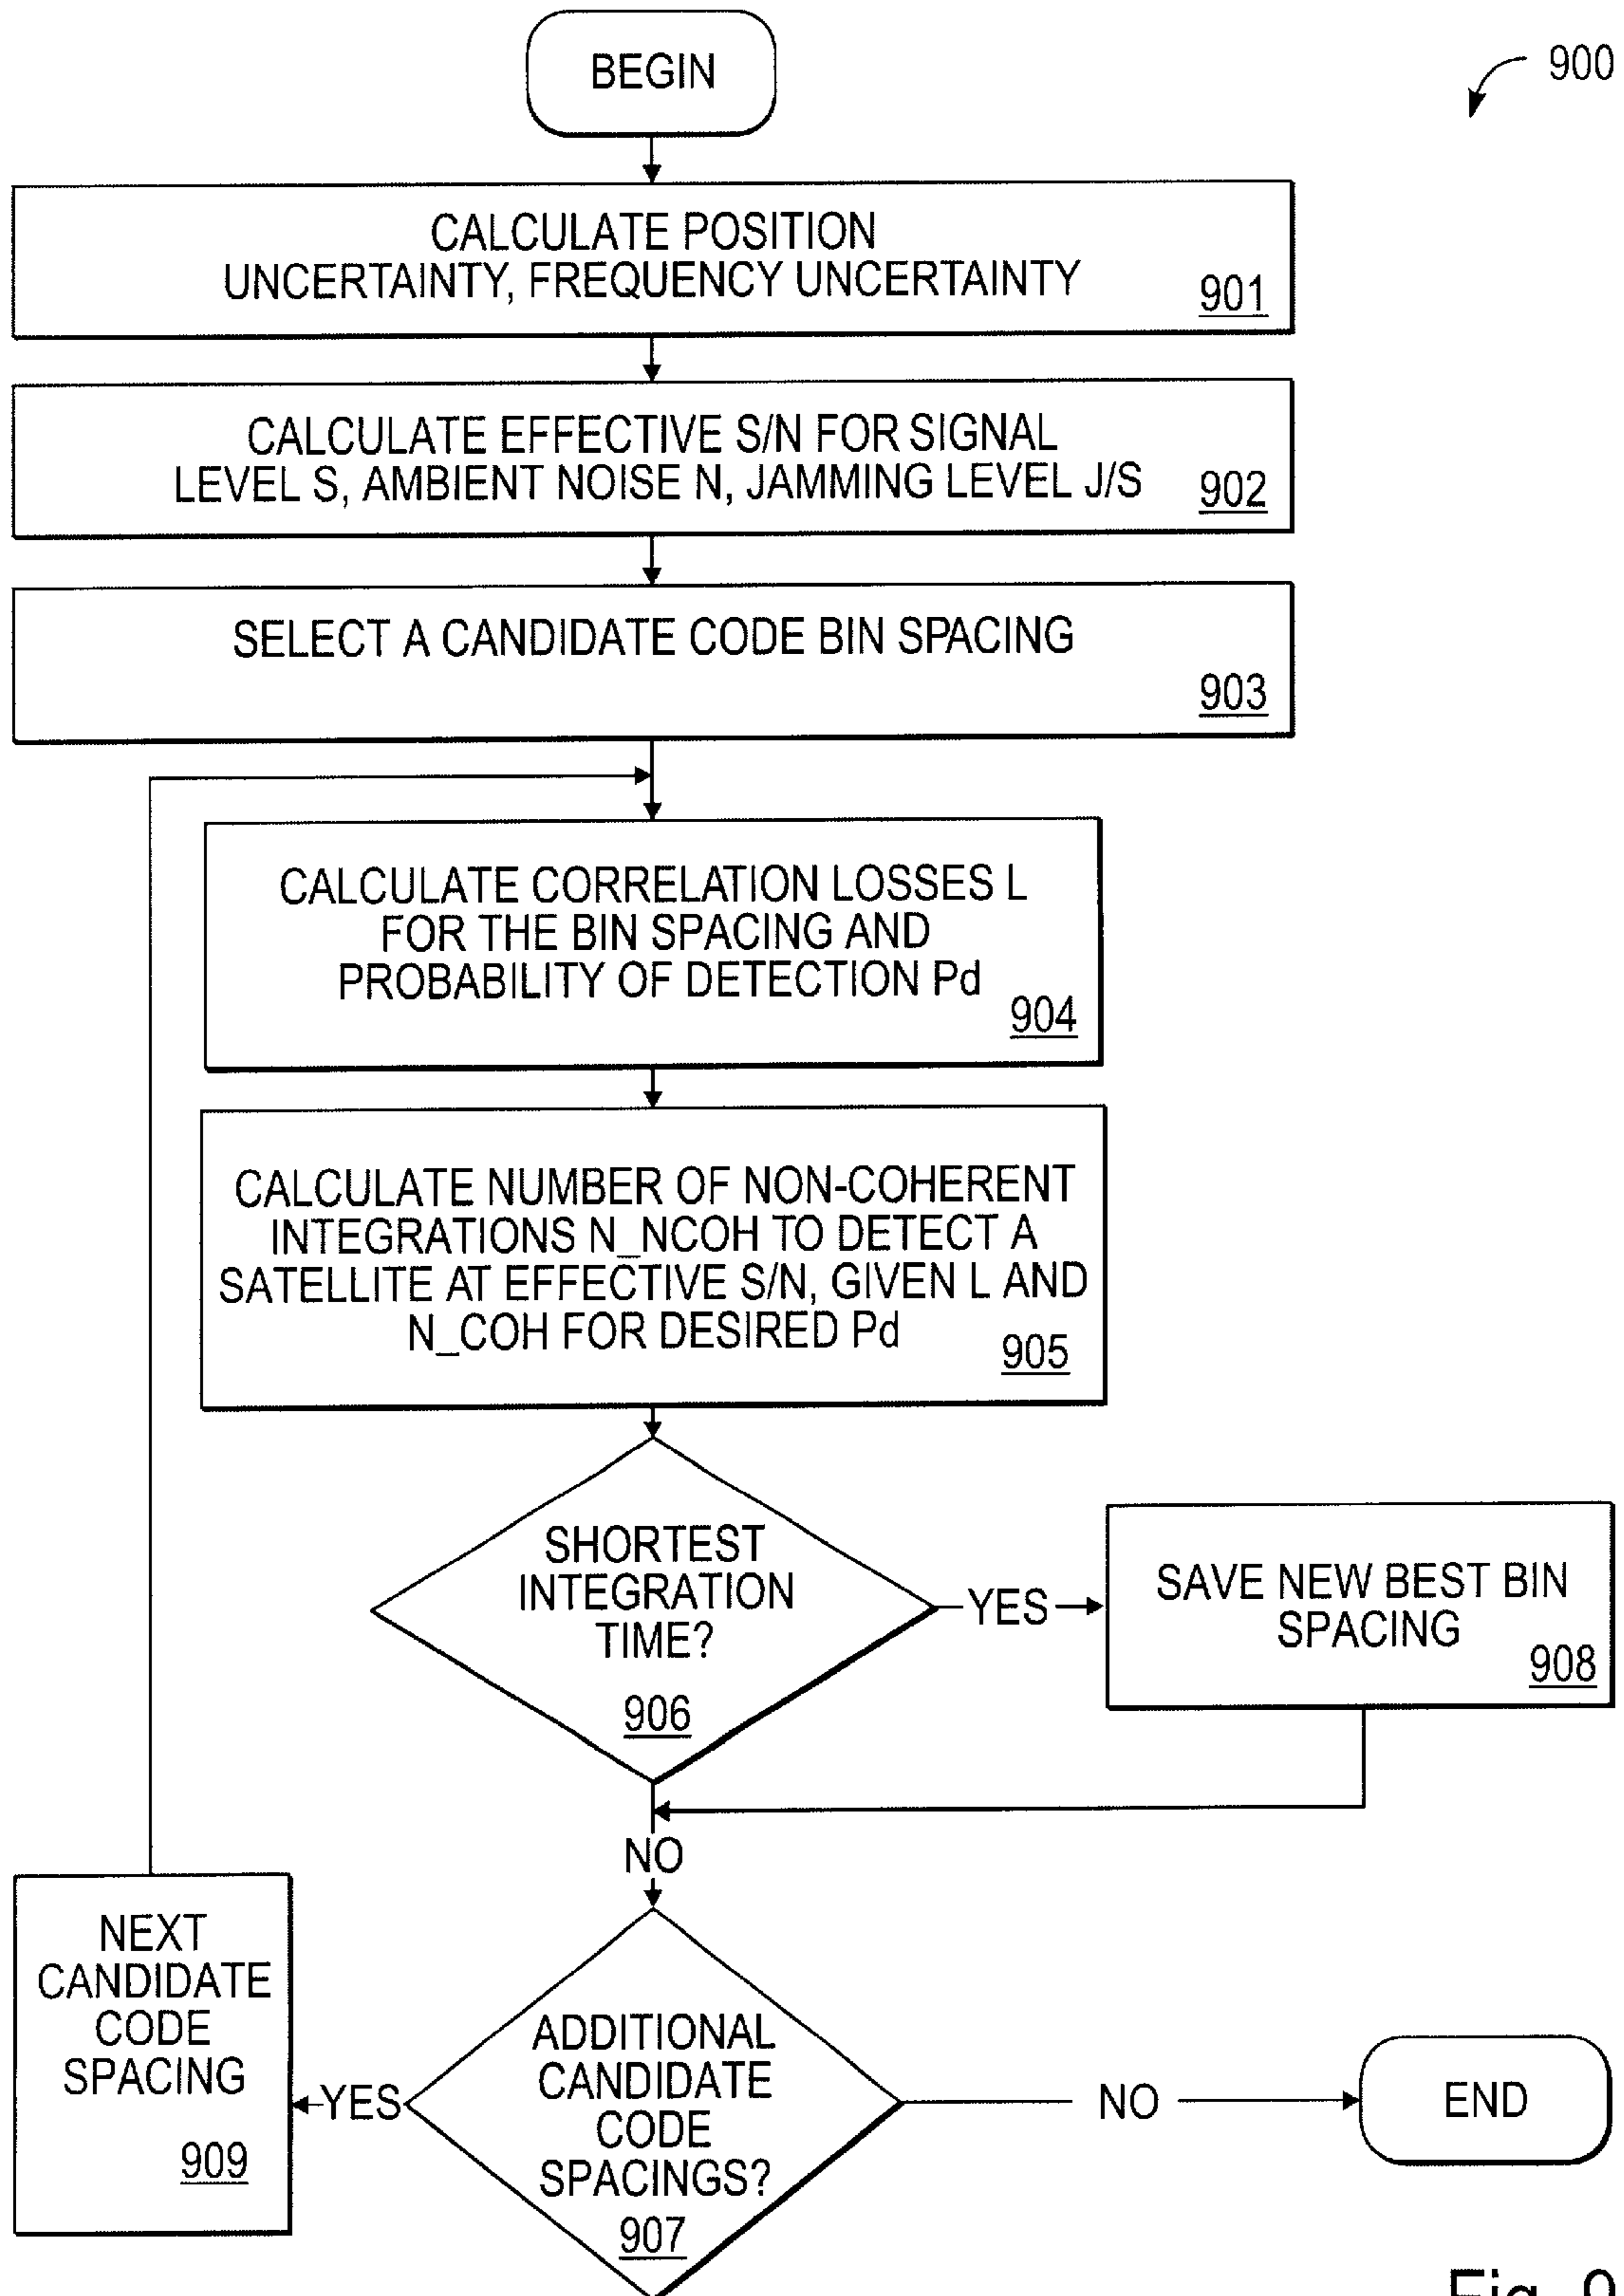 BEGIN
900
CALCULATE POSITION
UNCERTAINTY, FREQUENCY UNCERTAINTY
901
CALCULATE EFFECTIVE S/N FOR SIGNAL
LEVEL S, AMBIENT NOISE N, JAMMING LEVEL J/S
902
SELECT A CANDIDATE CODE BIN SPACING
903
CALCULATE CORRELATION LOSSES L
FOR THE BIN SPACING AND
PROBABILITY OF DETECTION Pd
904
CALCULATE NUMBER OF NON-COHERENT
INTEGRATIONS N_NCOH TO DETECT A
SATELLITE AT EFFECTIVE S/N, GIVEN L AND
N_COH FOR DESIRED Pd
905
SHORTEST
INTEGRATION
TIME?
906
YES
SAVE NEW BEST BIN
SPACING
908
NO
NEXT
CANDIDATE
CODE
SPACING
909
YES
ADDITIONAL
CANDIDATE
CODE
SPACINGS?
907
NO
END
Fig. 9